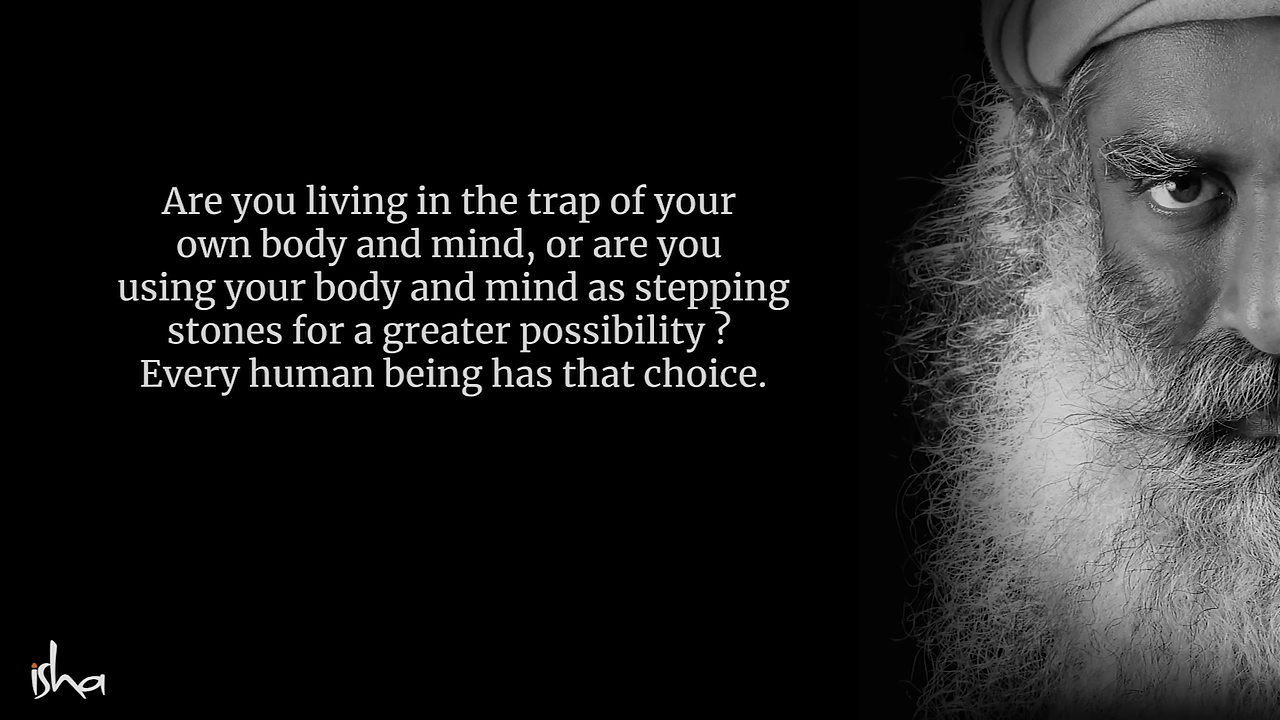 Are you living in the trap of your
own body and mind, or are you
using your body and mind as stepping
stones for a greater possibility ?
Every human being has that choice.
isha